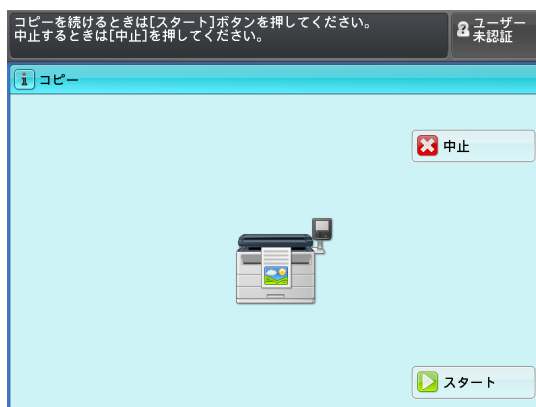 コピーを続けるときは[スタート]ボタンを押してください。
中止するときは[中止]を押してください。
ユーザー
未認証
コピー
中止
スタート